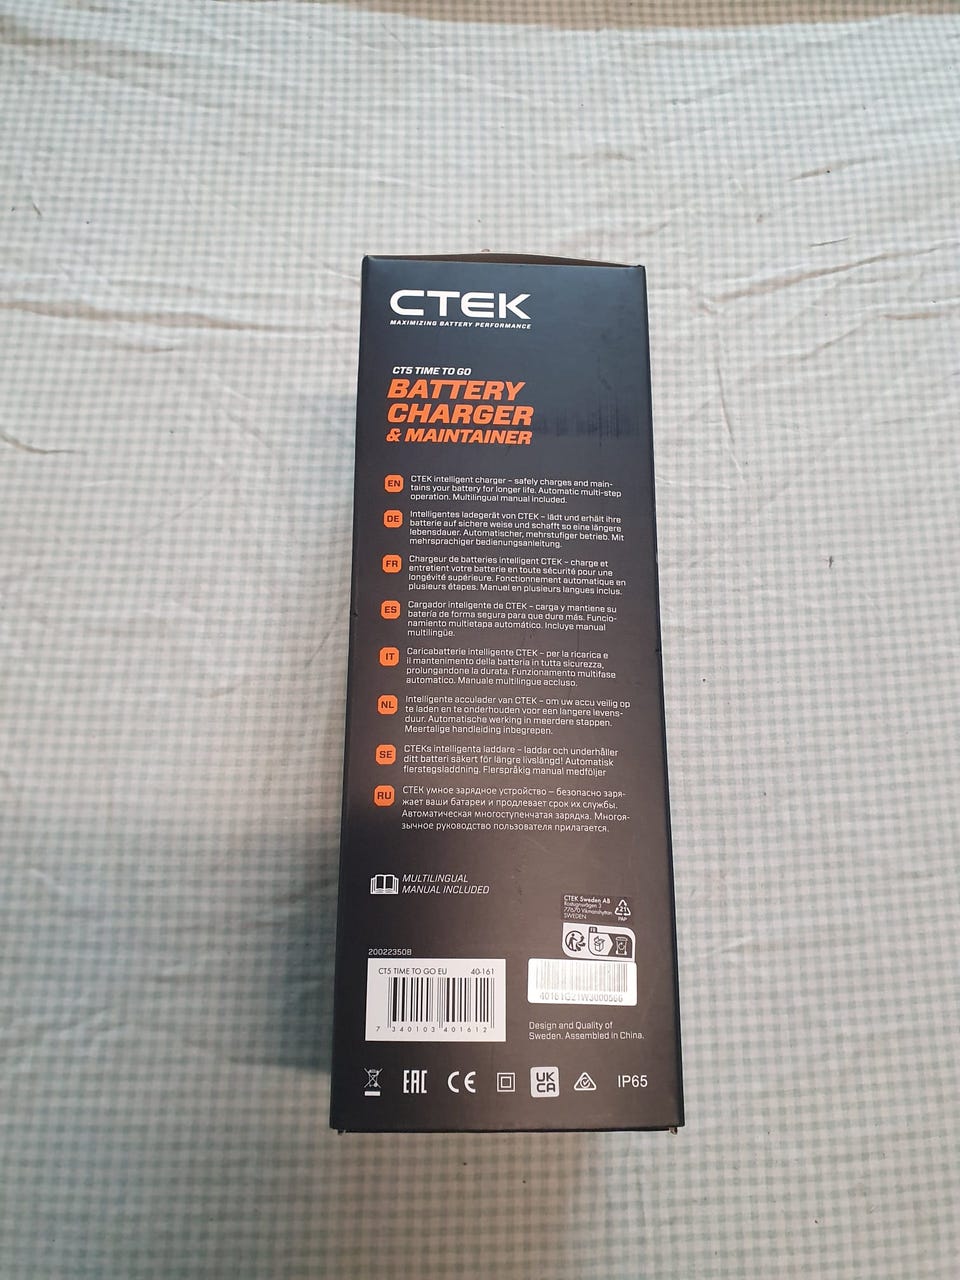 CTEK
MAXIMIZING BATTERY PERFORMANCE
CT5 TIME TO GO
BATTERY
CHARGER
& MAINTAINER
EN
CTEK intelligent charger – safely charges and main-
tains your battery for longer life. Automatic multi-step
operation. Multilingual manual included.
DE
Intelligentes ladegerät von CTEK – lädt und erhält ihre
batterie auf sichere weise und schafft so eine längere
lebensdauer. Automatischer, mehrstufiger betrieb. Mit
mehrsprachiger bedienungsanleitung.
FR
Chargeur de batteries intelligent CTEK – charge et
entretient votre batterie en toute sécurité pour une
longévité supérieure. Fonctionnement automatique en
plusieurs étapes. Manuel en plusieurs langues inclus.
ES
Cargador inteligente de CTEK – carga y mantiene su
batería de forma segura para que dure más. Funcio-
namiento multietapa automático. Incluye manual
multilingüe.
IT
Caricabatterie intelligente CTEK – per la ricarica e
il mantenimento della batteria in tutta sicurezza,
prolungandone la durata. Funzionamento multifase
automatico. Manuale multilingue accluso.
NL
Intelligente acculader van CTEK – om uw accu veilig op
te laden en te onderhouden voor een langere levens-
duur. Automatische werking in meerdere stappen.
Meertalige handleiding inbegrepen.
SE
CTEKs intelligenta laddare – laddar och underhåller
ditt batteri säkert för längre livslängd! Automatisk
flerstegsladdning. Flerspråkig manual medföljer
RU
CTEK умное зарядное устройство – безопасно заря-
жает ваши батареи и продлевает срок их службы.
Автоматическая многоступенчатая зарядка. Многоя-
зычное руководство пользователя прилагается.
MULTILINGUAL
MANUAL INCLUDED
CTEK Sweden AB
Rostugnsvägen 3
77670 Vikmanshyttan
SWEDEN
21
PAP
FR
20022350B
CT5 TIME TO GO EU 40-161
7 340103 401612
40161G21W3000566
Design and Quality of
Sweden. Assembled in China.
EAC CE UK CA IP65